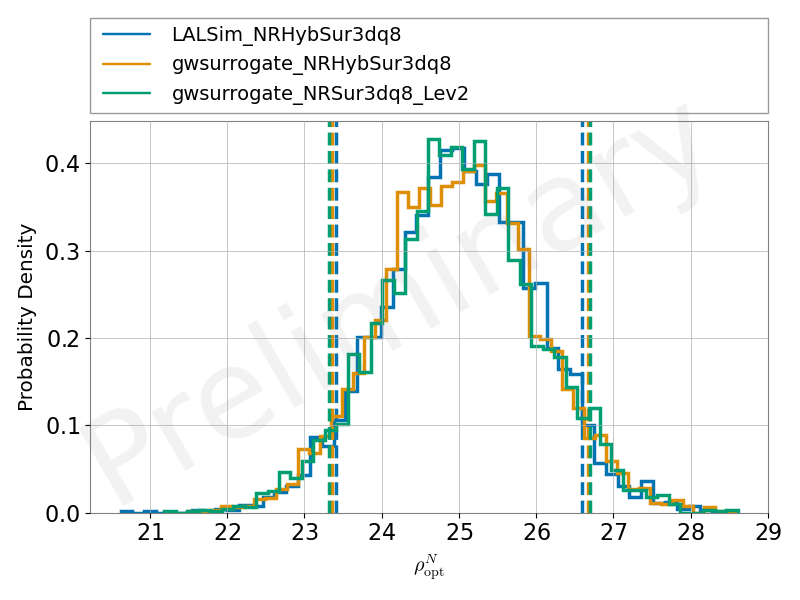 LALSim_NRHybSur3dq8
gwsurrogate_NRHybSur3dq8
gwsurrogate_NRSur3dq8_Lev2
Preliminary
Probability Density
0.4
0.3
0.2
0.1
0.0
21 22 23 24 25 26 27 28 29
ρ^N_opt